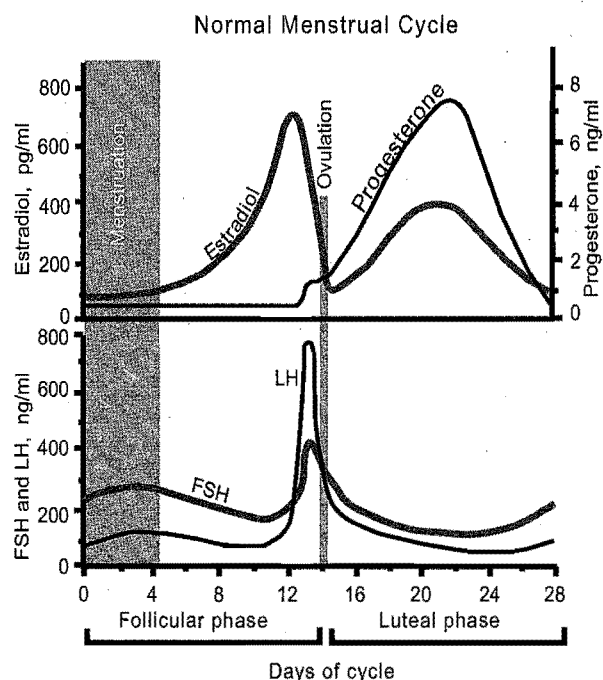 Normal Menstrual Cycle
Estradiol, pg/ml
800
600
400
200
0
Menstruation
Estradiol
Ovulation
Progesterone
8
6
4
2
0
Progesterone, ng/ml
FSH and LH, ng/ml
800
600
400
200
0
FSH
LH
0 4 8 12 16 20 24 28
Follicular phase Luteal phase
Days of cycle